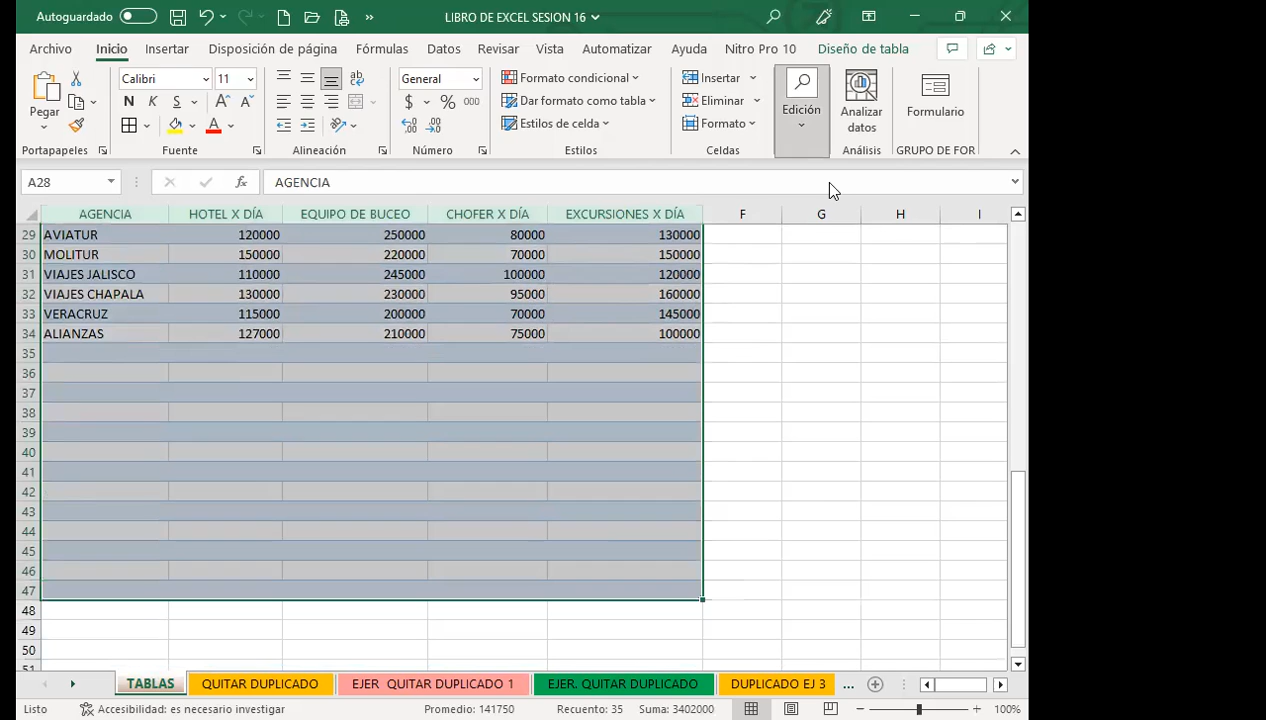 Autoguardado LIBRO DE EXCEL SESION 16
Archivo Inicio Insertar Disposición de página Fórmulas Datos Revisar Vista Automatizar Ayuda Nitro Pro 10 Diseño de tabla
Pegar
Portapapeles
Calibri 11
N K S
A A
A
Fuente
Alineación
General
$ % 000
Número
Formato condicional
Dar formato como tabla
Estilos de celda
Estilos
Insertar
Eliminar
Formato
Celdas
Edición
Analizar
datos
Análisis
Formulario
GRUPO DE FOR
A28 fx AGENCIA
AGENCIA HOTEL X DÍA EQUIPO DE BUCEO CHOFER X DÍA EXCURSIONES X DÍA F G H I
29 AVIATUR 120000 250000 80000 130000
30 MOLITUR 150000 220000 70000 150000
31 VIAJES JALISCO 110000 245000 100000 120000
32 VIAJES CHAPALA 130000 230000 95000 160000
33 VERACRUZ 115000 200000 70000 145000
34 ALIANZAS 127000 210000 75000 100000
35
36
37
38
39
40
41
42
43
44
45
46
47
48
49
50
51
TABLAS QUITAR DUPLICADO EJER QUITAR DUPLICADO 1 EJER. QUITAR DUPLICADO DUPLICADO EJ 3 ...
Listo Accesibilidad: es necesario investigar Promedio: 141750 Recuento: 35 Suma: 3402000 100%